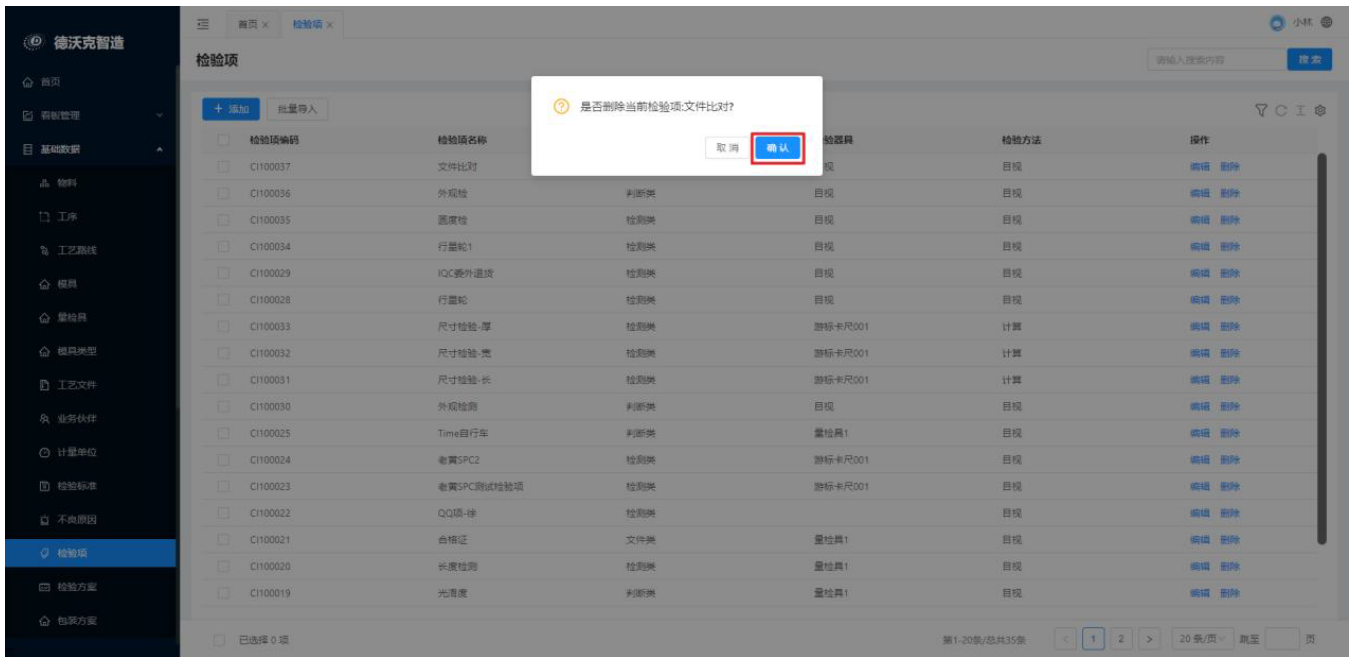 德沃克智造
首页 ×
检验项 ×
小林
首页
看板管理
基础数据
物料
工序
工艺路线
模具
量检具
模具类型
工艺文件
业务伙伴
计量单位
检验标准
不良原因
检验项
检验方案
包装方案
检验项
请输入搜索内容
搜 索
+ 添加
批量导入
是否删除当前检验项:文件比对?
取 消
确 认
检验项编码 检验项名称 验器具 检验方法 操作
CI100037 文件比对 视 目视 编辑 删除
CI100036 外观检 判断类 目视 目视 编辑 删除
CI100035 圆度检 检测类 目视 目视 编辑 删除
CI100034 行星轮1 检测类 目视 目视 编辑 删除
CI100029 IQC委外退货 检测类 目视 目视 编辑 删除
CI100028 行星轮 检测类 目视 目视 编辑 删除
CI100033 尺寸检验-厚 检测类 游标卡尺001 计算 编辑 删除
CI100032 尺寸检验-宽 检测类 游标卡尺001 计算 编辑 删除
CI100031 尺寸检验-长 检测类 游标卡尺001 计算 编辑 删除
CI100030 外观检测 判断类 目视 目视 编辑 删除
CI100025 Time自行车 判断类 量检具1 目视 编辑 删除
CI100024 老黄SPC2 检测类 游标卡尺001 目视 编辑 删除
CI100023 老黄SPC测试检验项 检测类 游标卡尺001 目视 编辑 删除
CI100022 QQ项-徐 检测类 目视 编辑 删除
CI100021 合格证 文件类 量检具1 目视 编辑 删除
CI100020 长度检测 检测类 量检具1 目视 编辑 删除
CI100019 光滑度 判断类 量检具1 目视 编辑 删除
已选择 0 项
第1-20条/总共35条 < 1 2 > 20 条/页 跳至 页